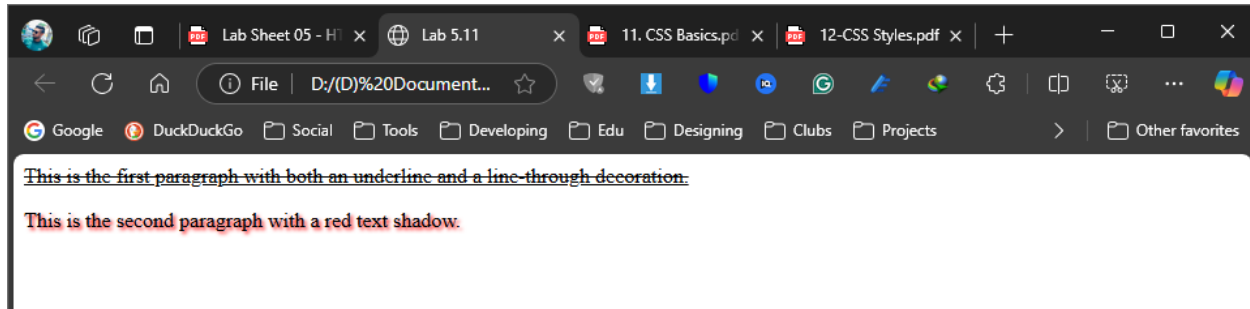 Lab Sheet 05 - HT
Lab 5.11
11. CSS Basics.pd
12-CSS Styles.pdf
File
D:/(D)%20Document...
Google
DuckDuckGo
Social
Tools
Developing
Edu
Designing
Clubs
Projects
Other favorites
This is the first paragraph with both an underline and a line-through decoration.
This is the second paragraph with a red text shadow.